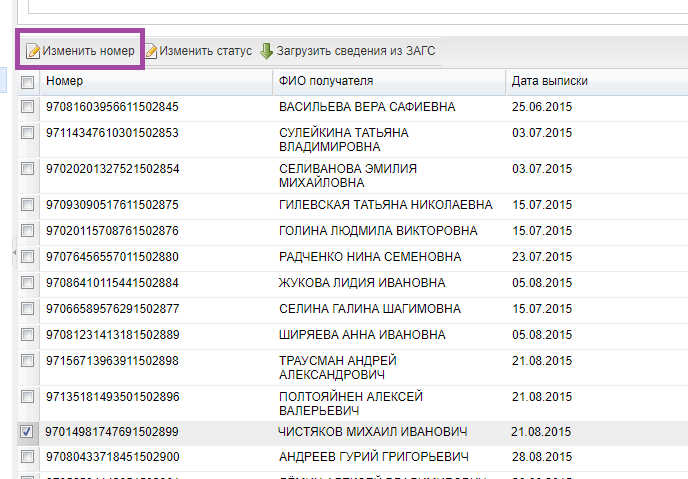 Изменить номер Изменить статус Загрузить сведения из ЗАГС
Номер ФИО получателя Дата выписки
97081603956611502845 ВАСИЛЬЕВА ВЕРА САФИЕВНА 25.06.2015
97114347610301502853 СУЛЕЙКИНА ТАТЬЯНА 03.07.2015
ВЛАДИМИРОВНА
97020201327521502854 СЕЛИВАНОВА ЭМИЛИЯ 03.07.2015
МИХАЙЛОВНА
97093090517611502875 ГИЛЕВСКАЯ ТАТЬЯНА НИКОЛАЕВНА 15.07.2015
97020115708761502876 ГОЛИНА ЛЮДМИЛА ВИКТОРОВНА 15.07.2015
97076456557011502880 РАДЧЕНКО НИНА СЕМЕНОВНА 23.07.2015
97086410115441502884 ЖУКОВА ЛИДИЯ ИВАНОВНА 05.08.2015
97066589576291502877 СЕЛИНА ГАЛИНА ШАГИМОВНА 15.07.2015
97081231413181502889 ШИРЯЕВА АННА ИВАНОВНА 05.08.2015
97156713963911502898 ТРАУСМАН АНДРЕЙ 21.08.2015
АЛЕКСАНДРОВИЧ
97135181493501502896 ПОЛТОЯЙНЕН АЛЕКСЕЙ 21.08.2015
ВАЛЕРЬЕВИЧ
97014981747691502899 ЧИСТЯКОВ МИХАИЛ ИВАНОВИЧ 21.08.2015
97080433718451502900 АНДРЕЕВ ГУРИЙ ГРИГОРЬЕВИЧ 28.08.2015